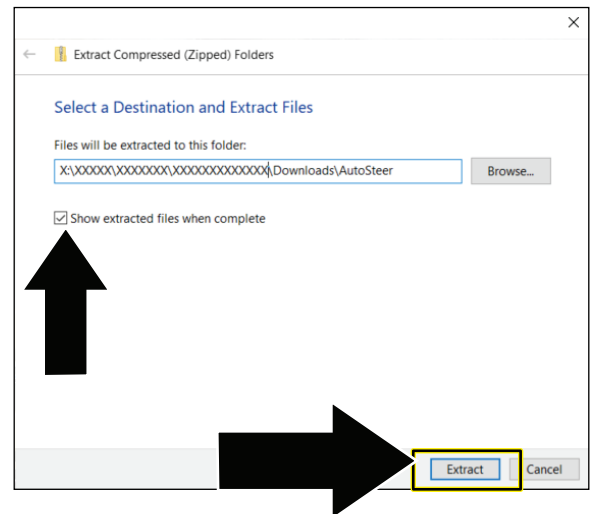 Extract Compressed (Zipped) Folders
Select a Destination and Extract Files
Files will be extracted to this folder:
X:\XXXXX\XXXXXXX\XXXXXXXXXXXXX\Downloads\AutoSteer
Browse...
Show extracted files when complete
Extract
Cancel